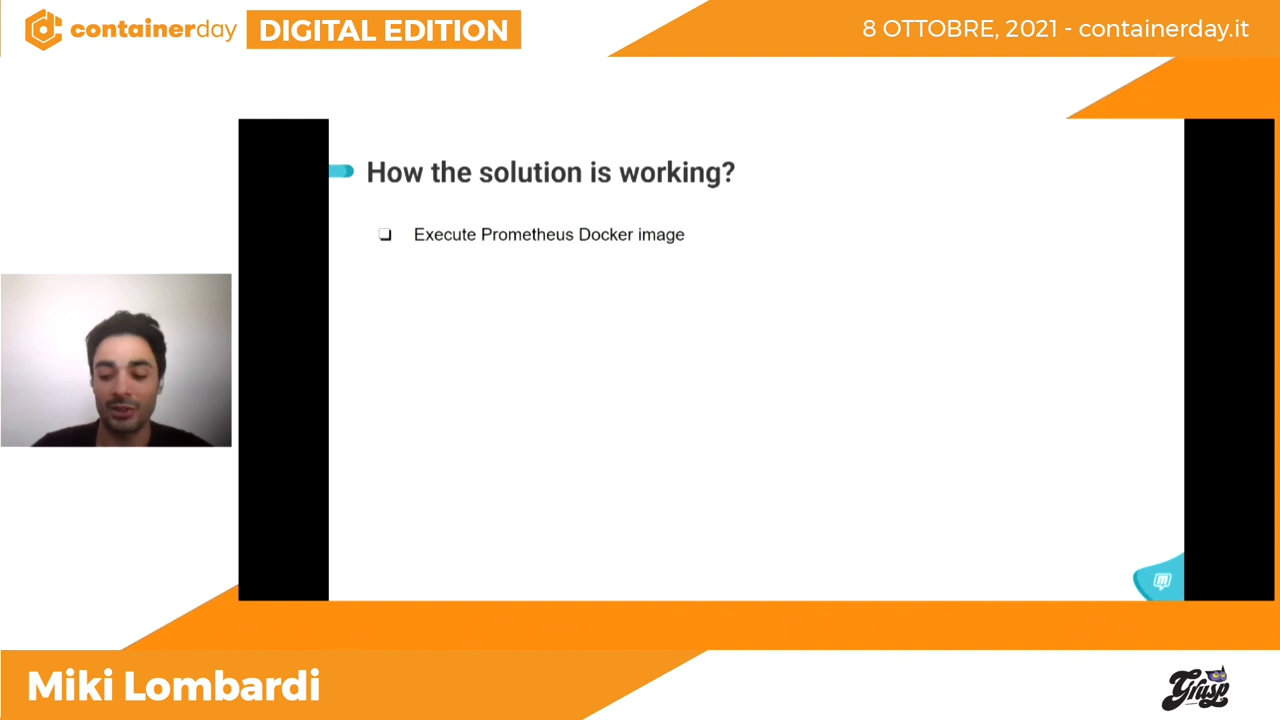 containerday DIGITAL EDITION
8 OTTOBRE, 2021 - containerday.it
How the solution is working?
❏ Execute Prometheus Docker image
m
Miki Lombardi
Grusp